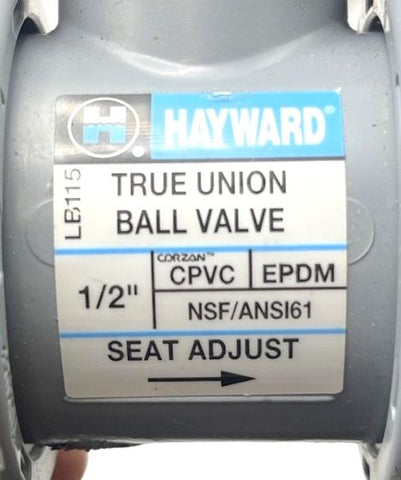 H ® HAYWARD®
LB115
TRUE UNION
BALL VALVE
1/2"
CORZAN™
CPVC
EPDM
NSF/ANSI61
SEAT ADJUST